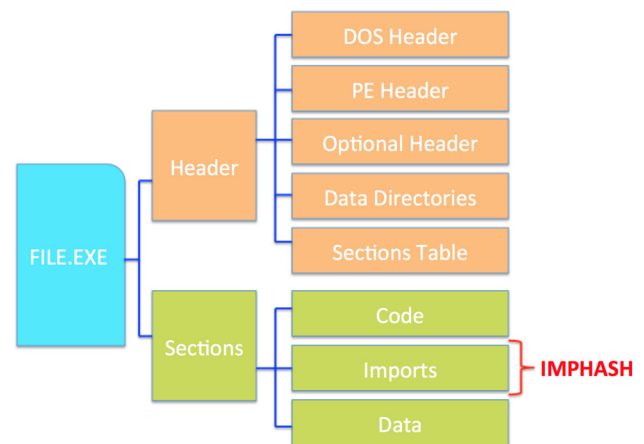 DOS Header
PE Header
Header
Optional Header
Data Directories
FILE.EXE
Sections Table
Code
Sections
Imports
IMPHASH
Data